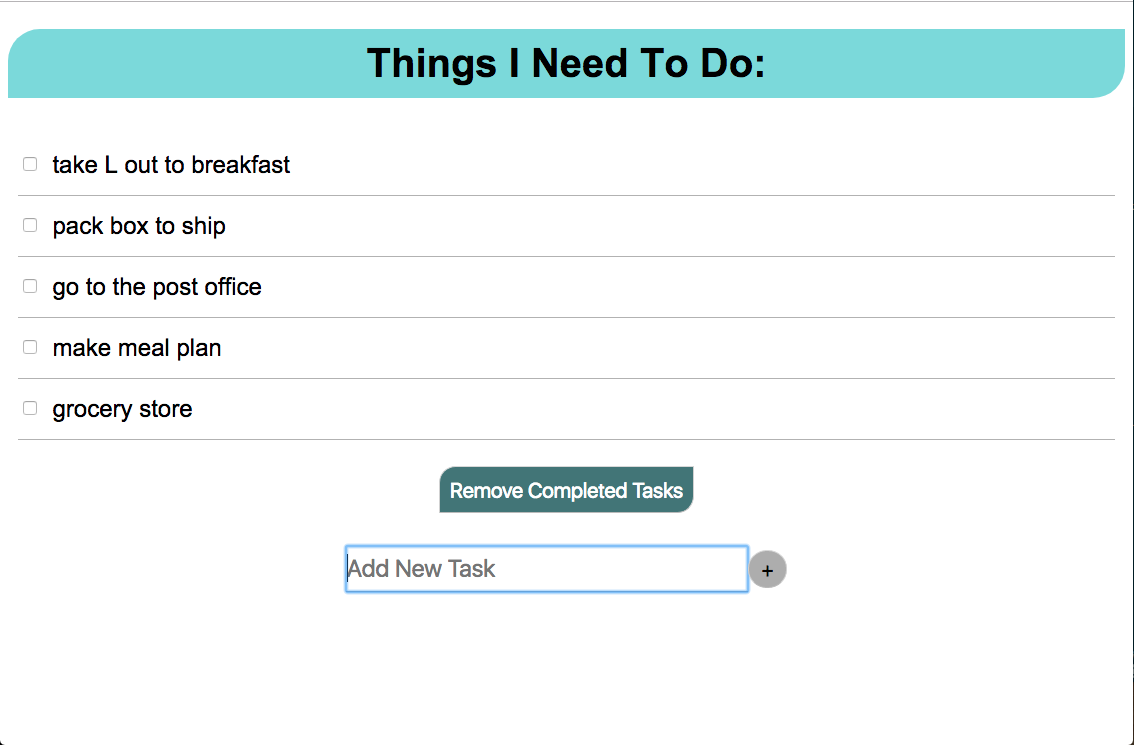 Things I Need To Do:
take L out to breakfast
pack box to ship
go to the post office
make meal plan
grocery store
Remove Completed Tasks
Add New Task
+